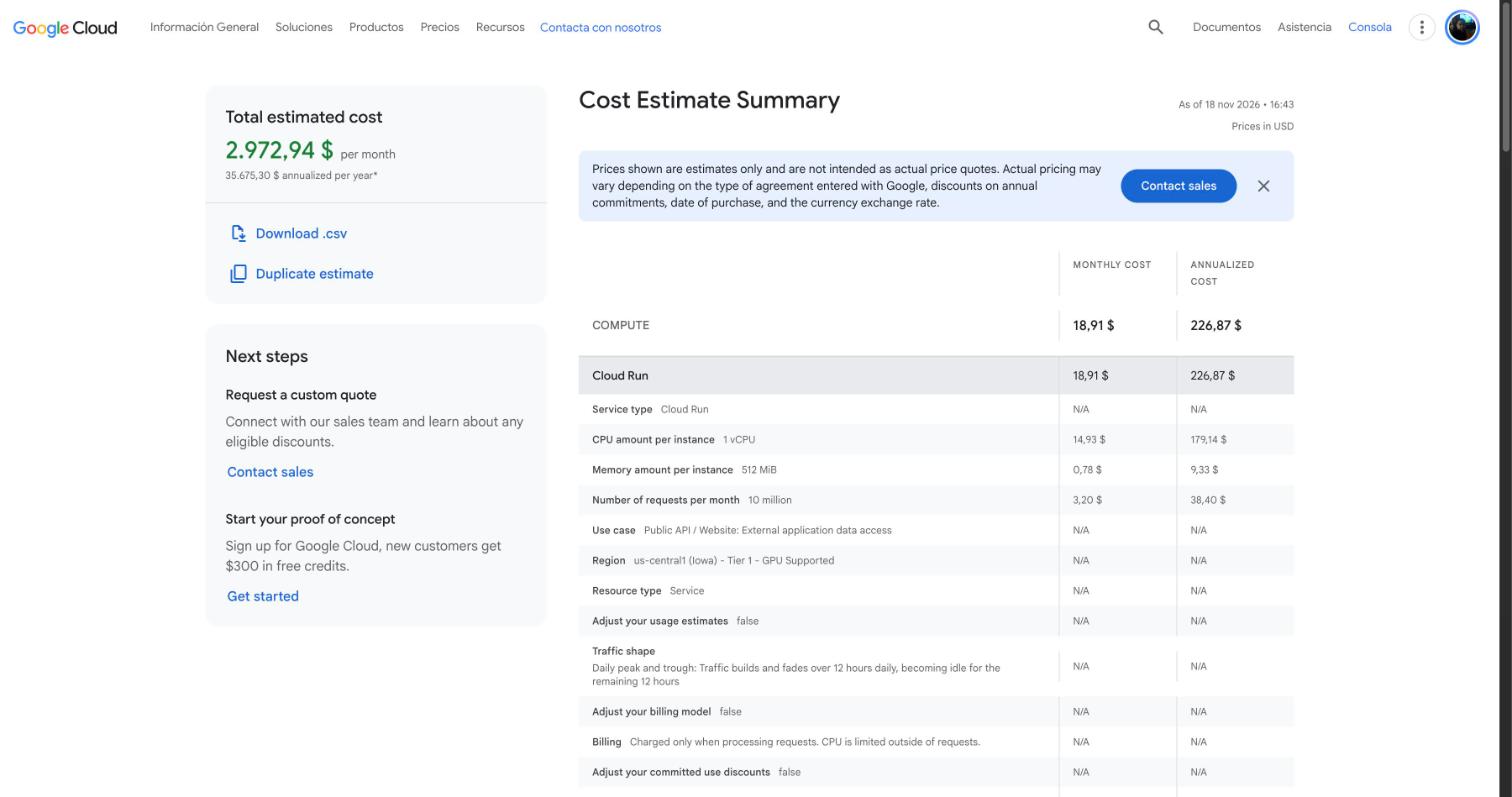 Google Cloud
Información General
Soluciones
Productos
Precios
Recursos
Contacta con nosotros
Documentos
Asistencia
Consola
Total estimated cost
2.972,94 $ per month
35.675,30 $ annualized per year*
Download .csv
Duplicate estimate
Next steps
Request a custom quote
Connect with our sales team and learn about any
eligible discounts.
Contact sales
Start your proof of concept
Sign up for Google Cloud, new customers get
$300 in free credits.
Get started
Cost Estimate Summary
As of 18 nov 2026 • 16:43
Prices in USD
Prices shown are estimates only and are not intended as actual price quotes. Actual pricing may
vary depending on the type of agreement entered with Google, discounts on annual
commitments, date of purchase, and the currency exchange rate.
Contact sales
MONTHLY COST
ANNUALIZED
COST
COMPUTE 18,91 $ 226,87 $
Cloud Run 18,91 $ 226,87 $
Service type Cloud Run N/A N/A
CPU amount per instance 1 vCPU 14,93 $ 179,14 $
Memory amount per instance 512 MiB 0,78 $ 9,33 $
Number of requests per month 10 million 3,20 $ 38,40 $
Use case Public API / Website: External application data access N/A N/A
Region us-central1 (Iowa) - Tier 1 - GPU Supported N/A N/A
Resource type Service N/A N/A
Adjust your usage estimates false N/A N/A
Traffic shape
Daily peak and trough: Traffic builds and fades over 12 hours daily, becoming idle for the
remaining 12 hours
N/A N/A
Adjust your billing model false N/A N/A
Billing Charged only when processing requests. CPU is limited outside of requests. N/A N/A
Adjust your committed use discounts false N/A N/A